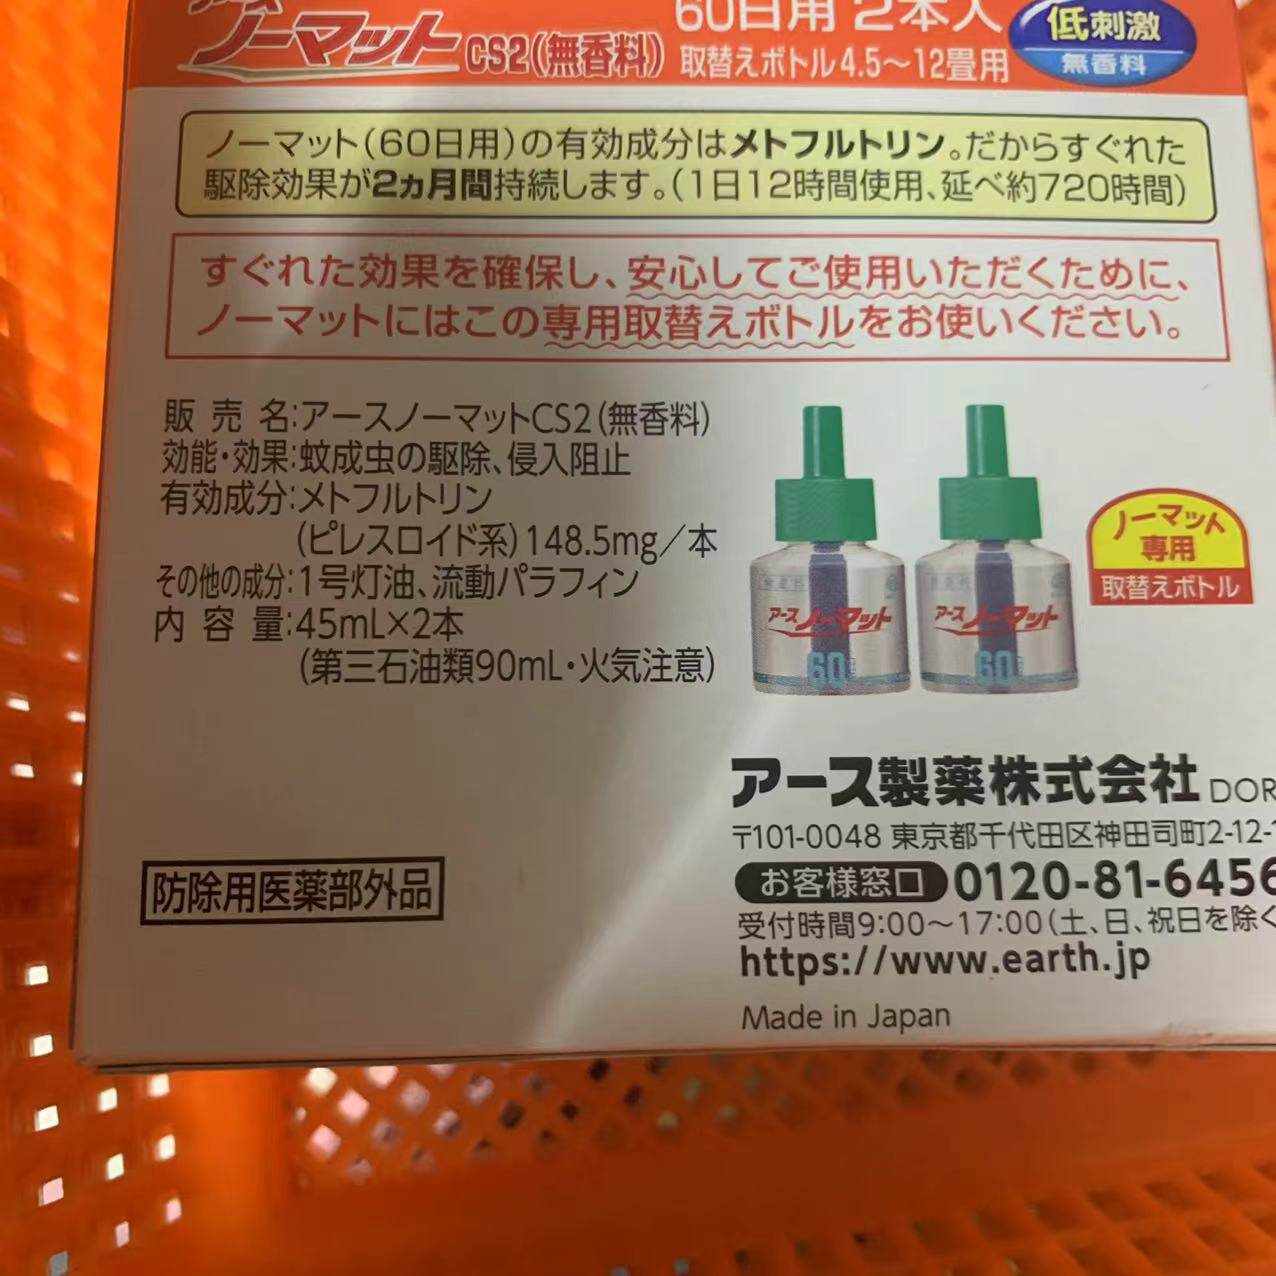 アース
ノーマット CS2(無香料)
60日用 2本入
取替えボトル4.5～12畳用
低刺激
無香料
ノーマット(60日用)の有効成分はメトフルトリン。だからすぐれた
駆除効果が2ヵ月間持続します。(1日12時間使用、延べ約720時間)
すぐれた効果を確保し、安心してご使用いただくために、
ノーマットにはこの専用取替えボトルをお使いください。
販売名:アースノーマットCS2(無香料)
効能・効果:蚊成虫の駆除、侵入阻止
有効成分:メトフルトリン
(ピレスロイド系)148.5mg／本
その他の成分:1号灯油、流動パラフィン
内容量:45mL×2本
(第三石油類90mL・火気注意)
アース ノーマット
60
アース ノーマット
60
ノーマット
専用
取替えボトル
防除用医薬部外品
アース製薬株式会社 DOR
〒101-0048 東京都千代田区神田司町2-12-1
お客様窓口 0120-81-6456
受付時間9:00～17:00(土、日、祝日を除く
https://www.earth.jp
Made in Japan